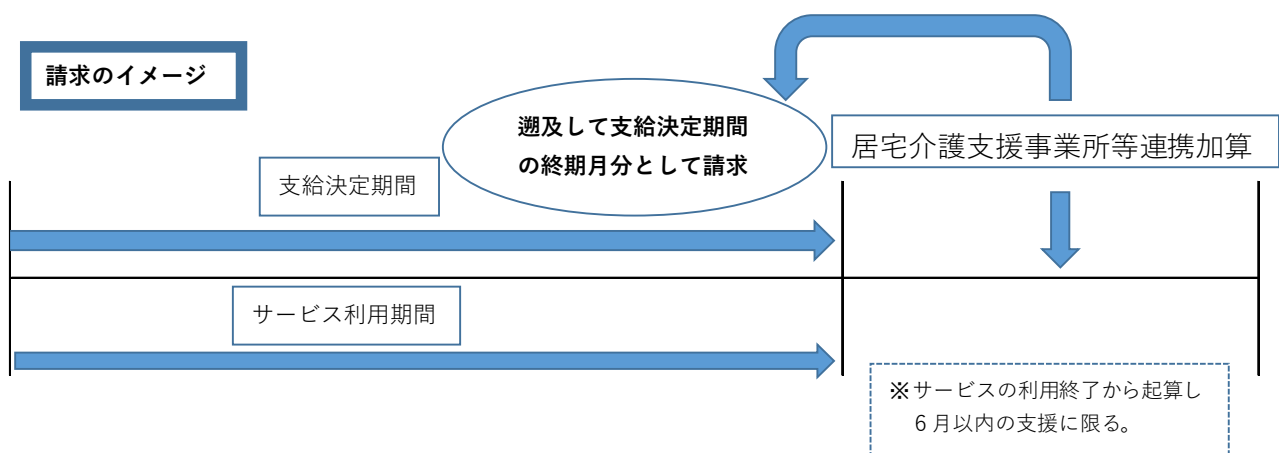 請求のイメージ
遡及して支給決定期間
の終期月分として請求
居宅介護支援事業所等連携加算
支給決定期間
サービス利用期間
※サービスの利用終了から起算し
6月以内の支援に限る。